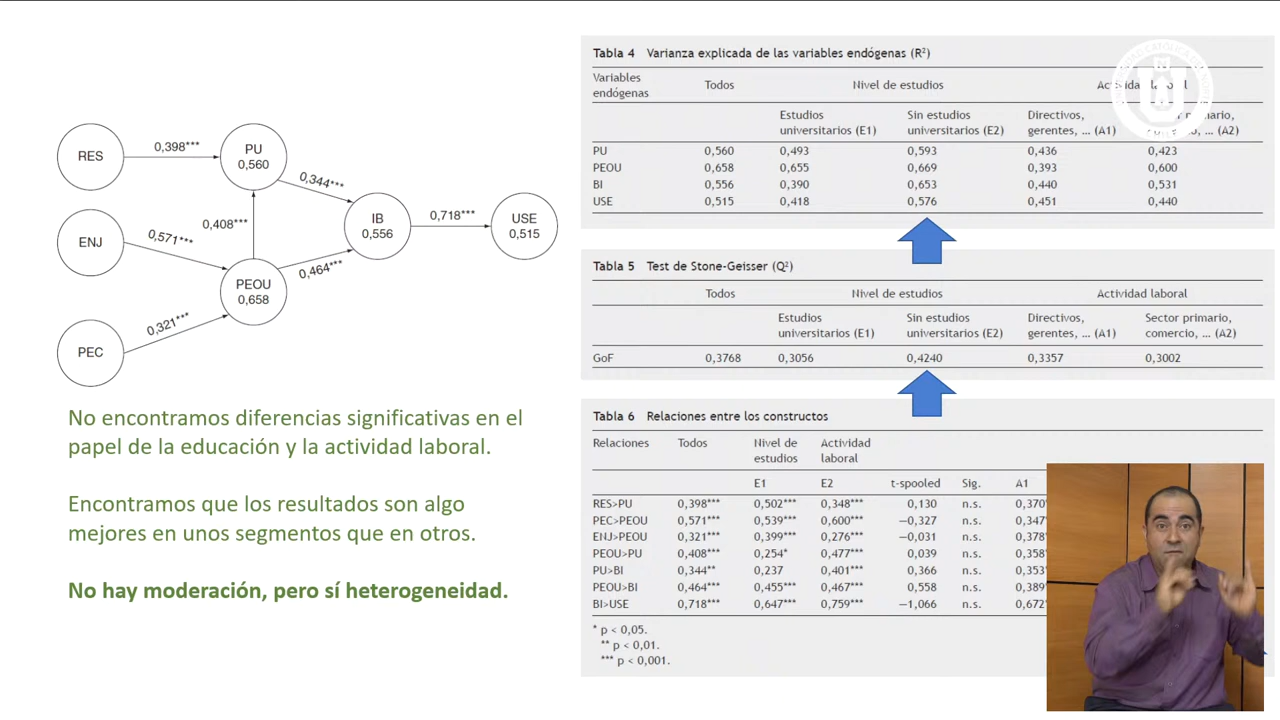 RES
0,398***
PU
0,560
0,344***
ENJ
0,571***
0,408***
IB
0,556
0,718***
USE
0,515
PEOU
0,658
0,464***
PEC
0,321***
No encontramos diferencias significativas en el
papel de la educación y la actividad laboral.
Encontramos que los resultados son algo
mejores en unos segmentos que en otros.
No hay moderación, pero sí heterogeneidad.
Tabla 4 Varianza explicada de las variables endógenas (R²)
Variables
endógenas Todos Nivel de estudios
Estudios
universitarios (E1)
Sin estudios
universitarios (E2)
Directivos,
gerentes, ... (A1)
... (A2)
PU 0,560 0,493 0,593 0,436 0,423
PEOU 0,658 0,655 0,669 0,393 0,600
BI 0,556 0,390 0,653 0,440 0,531
USE 0,515 0,418 0,576 0,451 0,440
Tabla 5 Test de Stone-Geisser (Q²)
Todos Nivel de estudios Actividad laboral
Estudios
universitarios (E1)
Sin estudios
universitarios (E2)
Directivos,
gerentes, ... (A1)
Sector primario,
comercio, ... (A2)
GoF 0,3768 0,3056 0,4240 0,3357 0,3002
Tabla 6 Relaciones entre los constructos
Relaciones Todos Nivel de
estudios
Actividad
laboral
E1 E2 t-spooled Sig. A1
RES>PU 0,398*** 0,502*** 0,348*** 0,130 n.s. 0,370
PEC>PEOU 0,571*** 0,539*** 0,600*** −0,327 n.s. 0,347
ENJ>PEOU 0,321*** 0,399*** 0,276*** −0,031 n.s. 0,378
PEOU>PU 0,408*** 0,254* 0,477*** 0,039 n.s. 0,358
PU>BI 0,344** 0,237 0,401*** 0,366 n.s. 0,353
PEOU>BI 0,464*** 0,455*** 0,467*** 0,558 n.s. 0,389
BI>USE 0,718*** 0,647*** 0,759*** −1,066 n.s. 0,672
* p < 0,05.
** p < 0,01.
*** p < 0,001.